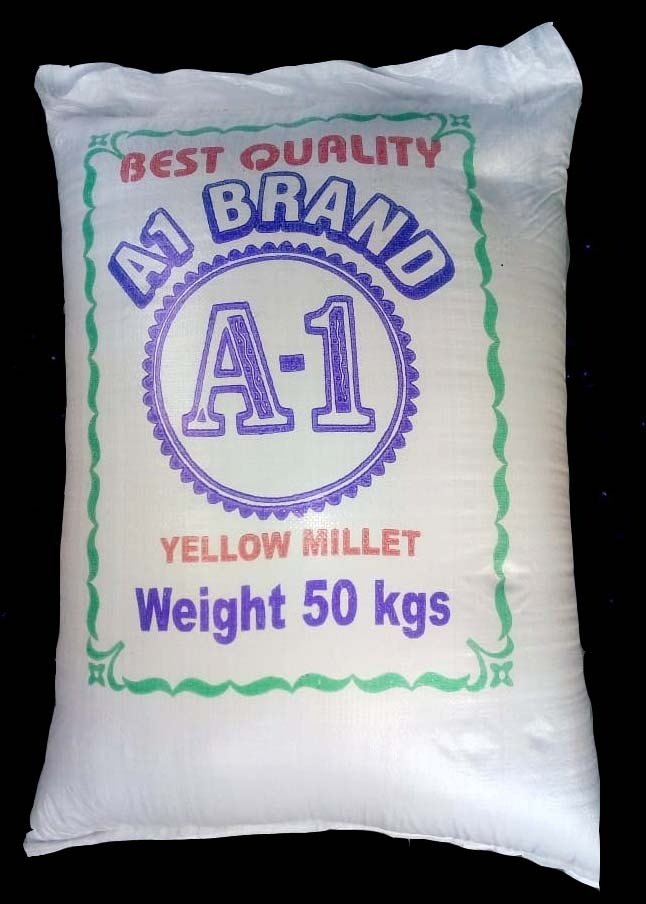 BEST QUALITY
A1 BRAND
A-1
YELLOW MILLET
Weight 50 kgs